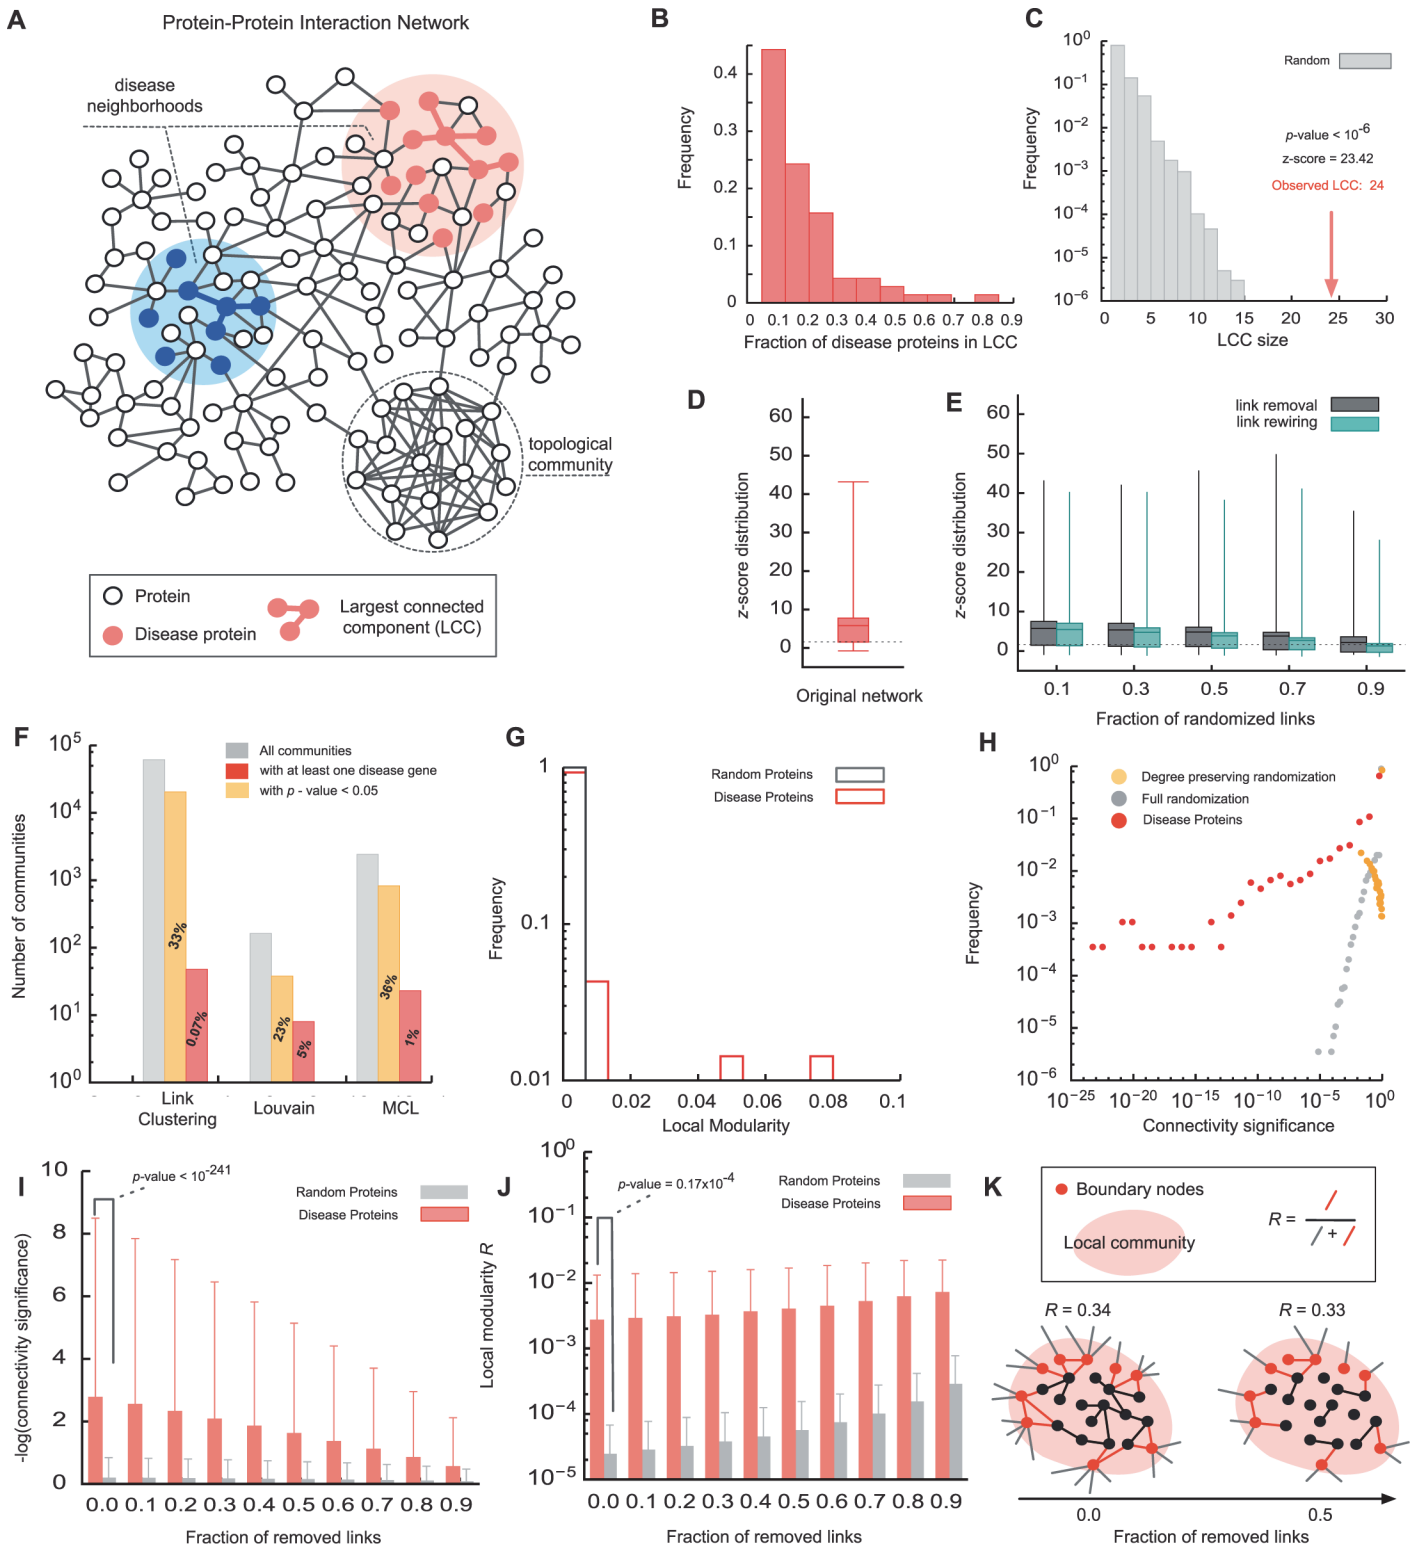 A
Protein-Protein Interaction Network
disease
neighborhoods
topological
community
Protein
Disease protein
Largest connected
component (LCC)
B
Frequency
0.4
0.3
0.2
0.1
0
0 0.1 0.2 0.3 0.4 0.5 0.6 0.7 0.8 0.9
Fraction of disease proteins in LCC
C
Frequency
10^0
10^-1
10^-2
10^-3
10^-4
10^-5
10^-6
Random
p-value < 10^-6
z-score = 23.42
Observed LCC: 24
0 5 10 15 20 25 30
LCC size
D
z-score distribution
60
50
40
30
20
10
0
Original network
E
z-score distribution
60
50
40
30
20
10
0
link removal
link rewiring
0.1 0.3 0.5 0.7 0.9
Fraction of randomized links
F
Number of communities
10^5
10^4
10^3
10^2
10^1
10^0
All communities
with at least one disease gene
with p - value < 0.05
33%
0.07%
23%
5%
36%
1%
Link
Clustering
Louvain
MCL
G
Frequency
1
0.1
0.01
Random Proteins
Disease Proteins
0 0.02 0.04 0.06 0.08 0.1
Local Modularity
H
Frequency
10^0
10^-1
10^-2
10^-3
10^-4
10^-5
10^-6
Degree preserving randomization
Full randomization
Disease Proteins
10^-25 10^-20 10^-15 10^-10 10^-5 10^0
Connectivity significance
I
-log(connectivity significance)
10
8
6
4
2
0
p-value < 10^-241
Random Proteins
Disease Proteins
0.0 0.1 0.2 0.3 0.4 0.5 0.6 0.7 0.8 0.9
Fraction of removed links
J
Local modularity R
10^0
10^-1
10^-2
10^-3
10^-4
10^-5
p-value = 0.17x10^-4
Random Proteins
Disease Proteins
0.0 0.1 0.2 0.3 0.4 0.5 0.6 0.7 0.8 0.9
Fraction of removed links
K
Boundary nodes
Local community
R =
+
R = 0.34
R = 0.33
0.0 0.5
Fraction of removed links